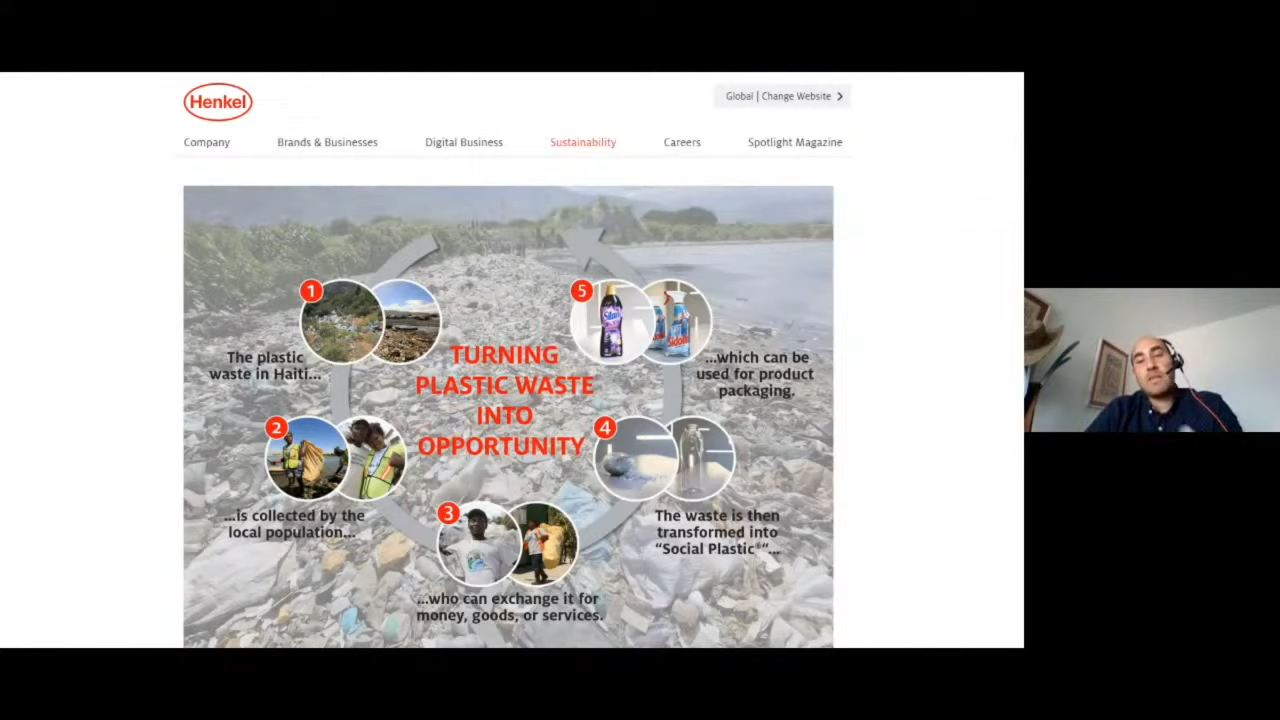 Henkel
Global | Change Website
Company
Brands & Businesses
Digital Business
Sustainability
Careers
Spotlight Magazine
TURNING
PLASTIC WASTE
INTO
OPPORTUNITY
1
The plastic
waste in Haiti...
2
...is collected by the
local population...
3
...who can exchange it for
money, goods, or services.
4
The waste is then
transformed into
“Social Plastic®“...
5
Silan
Sidolin
...which can be
used for product
packaging.